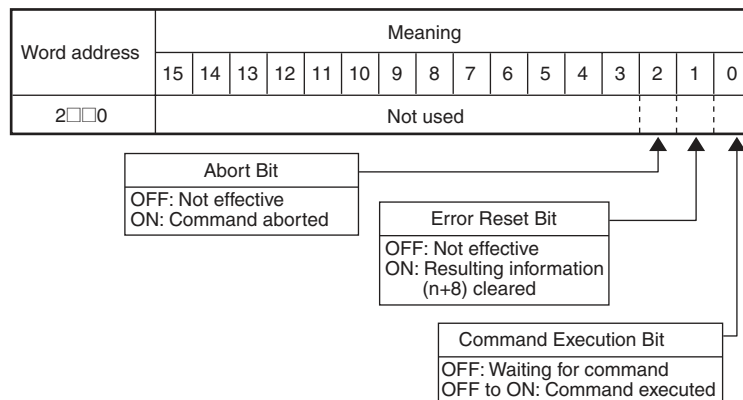 Word address
Meaning
15 14 13 12 11 10 9 8 7 6 5 4 3 2 1 0
2□□0
Not used
Abort Bit
OFF: Not effective
ON: Command aborted
Error Reset Bit
OFF: Not effective
ON: Resulting information
(n+8) cleared
Command Execution Bit
OFF: Waiting for command
OFF to ON: Command executed